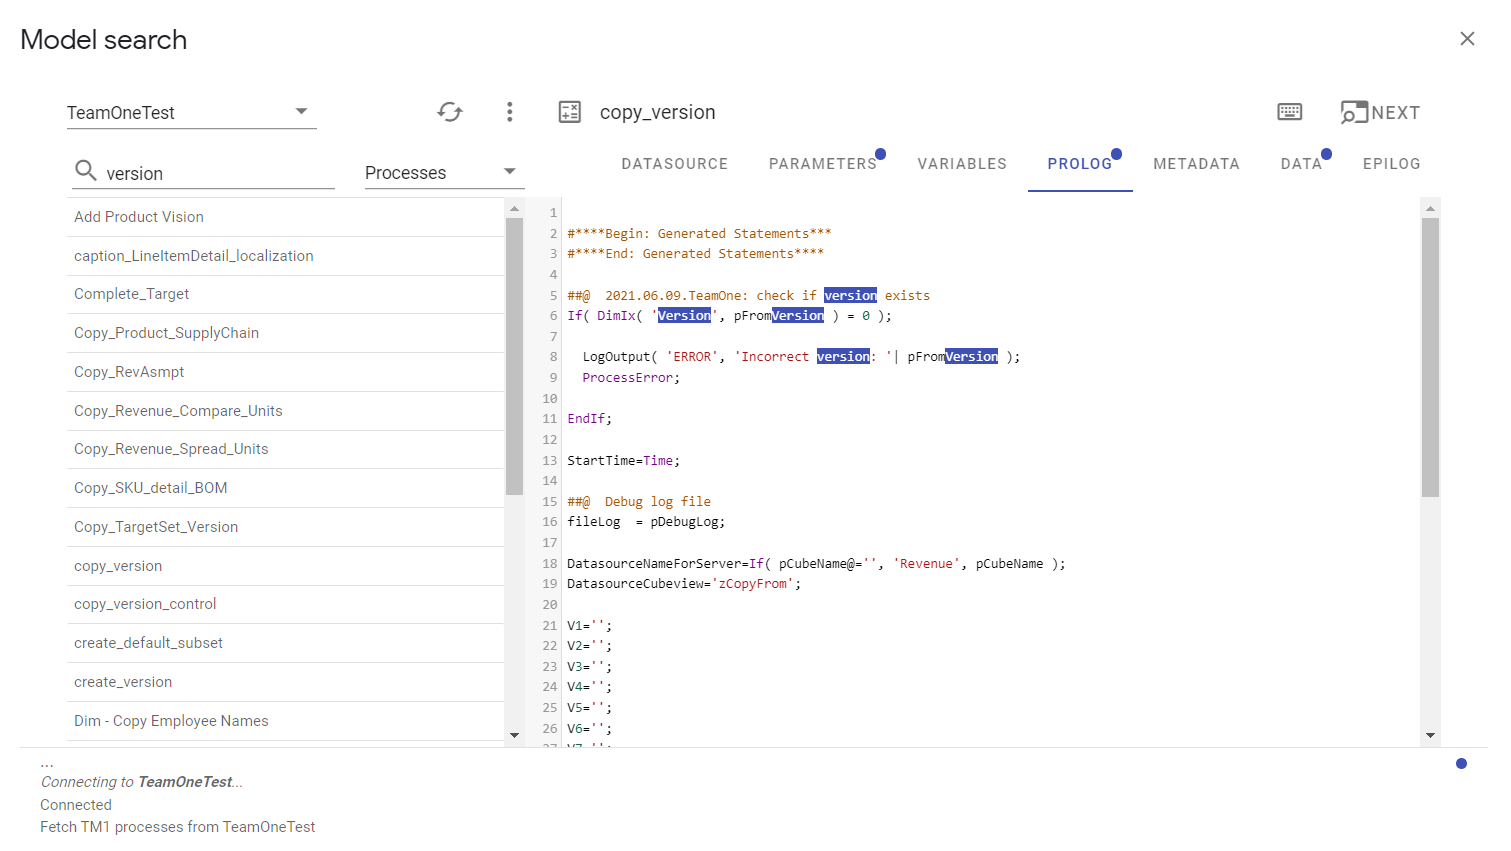 Model search
TeamOneTest
copy_version
NEXT
version
Processes
DATASOURCE PARAMETERS VARIABLES PROLOG METADATA DATA EPILOG
Add Product Vision
caption_LineItemDetail_localization
Complete_Target
Copy_Product_SupplyChain
Copy_RevAsmpt
Copy_Revenue_Compare_Units
Copy_Revenue_Spread_Units
Copy_SKU_detail_BOM
Copy_TargetSet_Version
copy_version
copy_version_control
create_default_subset
create_version
Dim - Copy Employee Names
1
2 #****Begin: Generated Statements***
3 #****End: Generated Statements****
4
5 ##@  2021.06.09.TeamOne: check if version exists
6 If( DimIx( 'Version', pFromVersion ) = 0 );
7
8   LogOutput( 'ERROR', 'Incorrect version: '| pFromVersion );
9   ProcessError;
10
11 EndIf;
12
13 StartTime=Time;
14
15 ##@  Debug log file
16 fileLog  = pDebugLog;
17
18 DatasourceNameForServer=If( pCubeName@='', 'Revenue', pCubeName );
19 DatasourceCubeview='zCopyFrom';
20
21 V1='';
22 V2='';
23 V3='';
24 V4='';
25 V5='';
26 V6='';
27 V7='';
...
Connecting to TeamOneTest...
Connected
Fetch TM1 processes from TeamOneTest